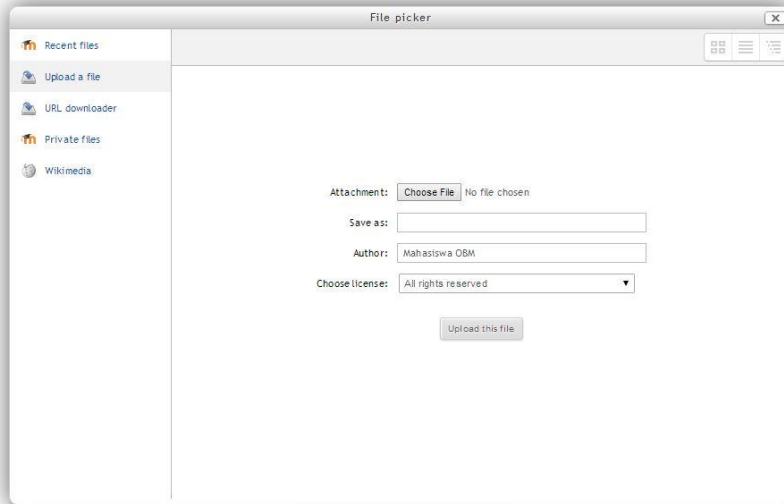 File picker
Recent files
Upload a file
URL downloader
Private files
Wikimedia
Attachment: Choose File No file chosen
Save as:
Author: Mahasiswa OBM
Choose license: All rights reserved
Upload this file